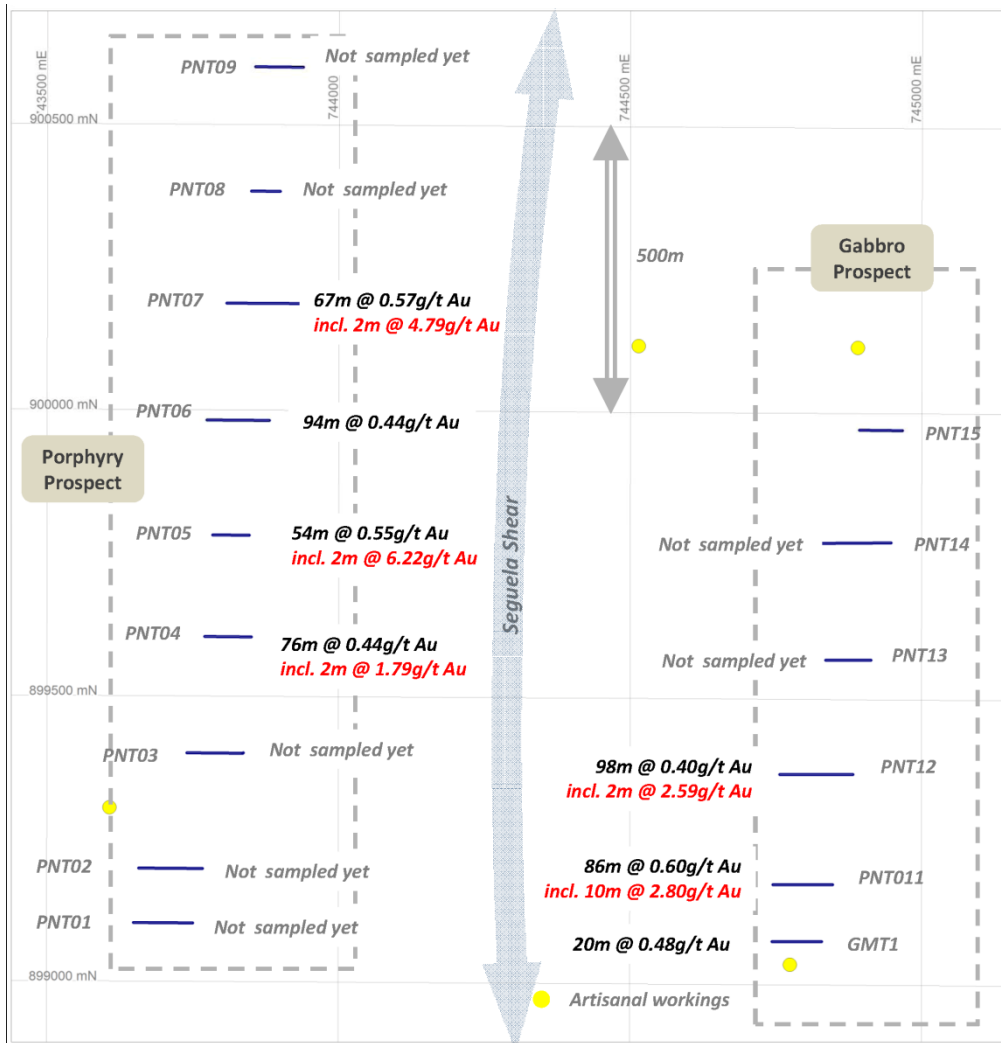 743500 mE
744000
744500 mE
745000 mE
PNT09
Not sampled yet
900500 mN
PNT08
Not sampled yet
500m
Gabbro
Prospect
PNT07
67m @ 0.57g/t Au
incl. 2m @ 4.79g/t Au
900000 mN
PNT06
94m @ 0.44g/t Au
PNT15
Porphyry
Prospect
PNT05
54m @ 0.55g/t Au
incl. 2m @ 6.22g/t Au
Seguela Shear
Not sampled yet
PNT14
PNT04
76m @ 0.44g/t Au
incl. 2m @ 1.79g/t Au
Not sampled yet
PNT13
899500 mN
PNT03
Not sampled yet
98m @ 0.40g/t Au
incl. 2m @ 2.59g/t Au
PNT12
PNT02
Not sampled yet
86m @ 0.60g/t Au
incl. 10m @ 2.80g/t Au
PNT011
PNT01
Not sampled yet
20m @ 0.48g/t Au
GMT1
899000 mN
Artisanal workings